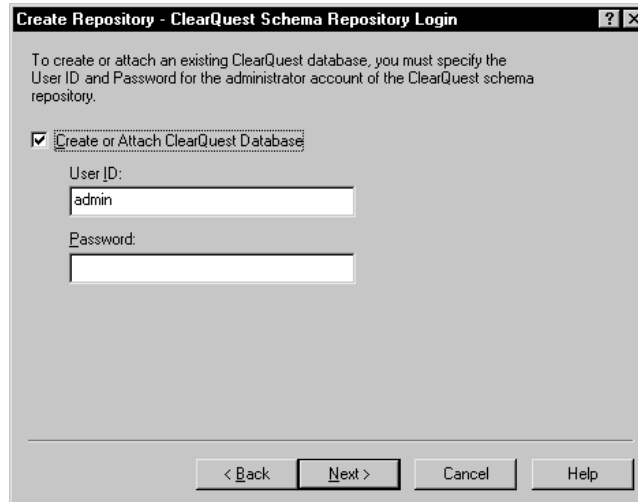 Create Repository - ClearQuest Schema Repository Login
To create or attach an existing ClearQuest database, you must specify the
User ID and Password for the administrator account of the ClearQuest schema
repository.
Create or Attach ClearQuest Database
User ID:
admin
Password:
< Back Next > Cancel Help